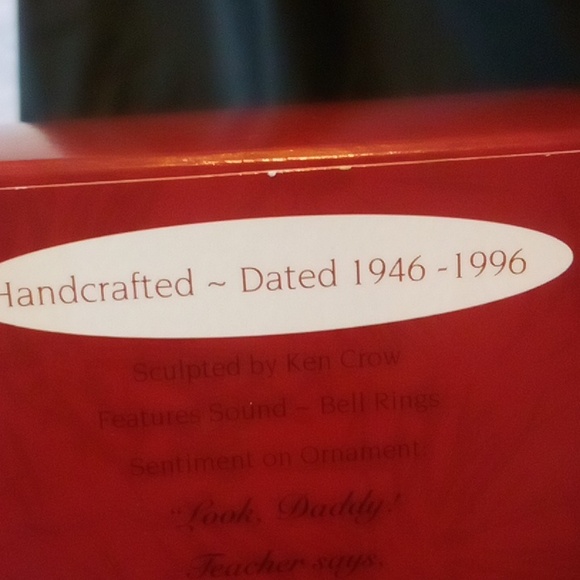 Handcrafted ~ Dated 1946 -1996
Sculpted by Ken Crow
Features Sound ~ Bell Rings
Sentiment on Ornament:
"Look, Daddy!
Teacher says,